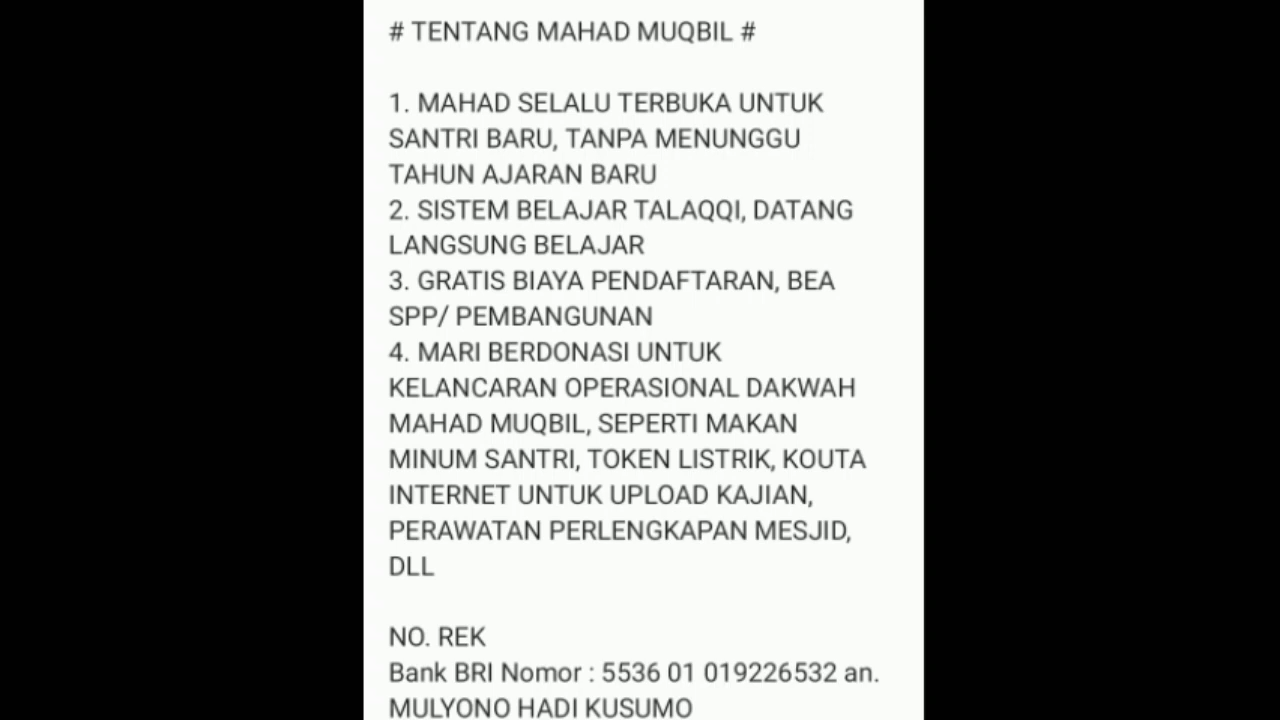 # TENTANG MAHAD MUQBIL #
1. MAHAD SELALU TERBUKA UNTUK
SANTRI BARU, TANPA MENUNGGU
TAHUN AJARAN BARU
2. SISTEM BELAJAR TALAQQI, DATANG
LANGSUNG BELAJAR
3. GRATIS BIAYA PENDAFTARAN, BEA
SPP/ PEMBANGUNAN
4. MARI BERDONASI UNTUK
KELANCARAN OPERASIONAL DAKWAH
MAHAD MUQBIL, SEPERTI MAKAN
MINUM SANTRI, TOKEN LISTRIK, KOUTA
INTERNET UNTUK UPLOAD KAJIAN,
PERAWATAN PERLENGKAPAN MESJID,
DLL
NO. REK
Bank BRI Nomor : 5536 01 019226532 an.
MULYONO HADI KUSUMO